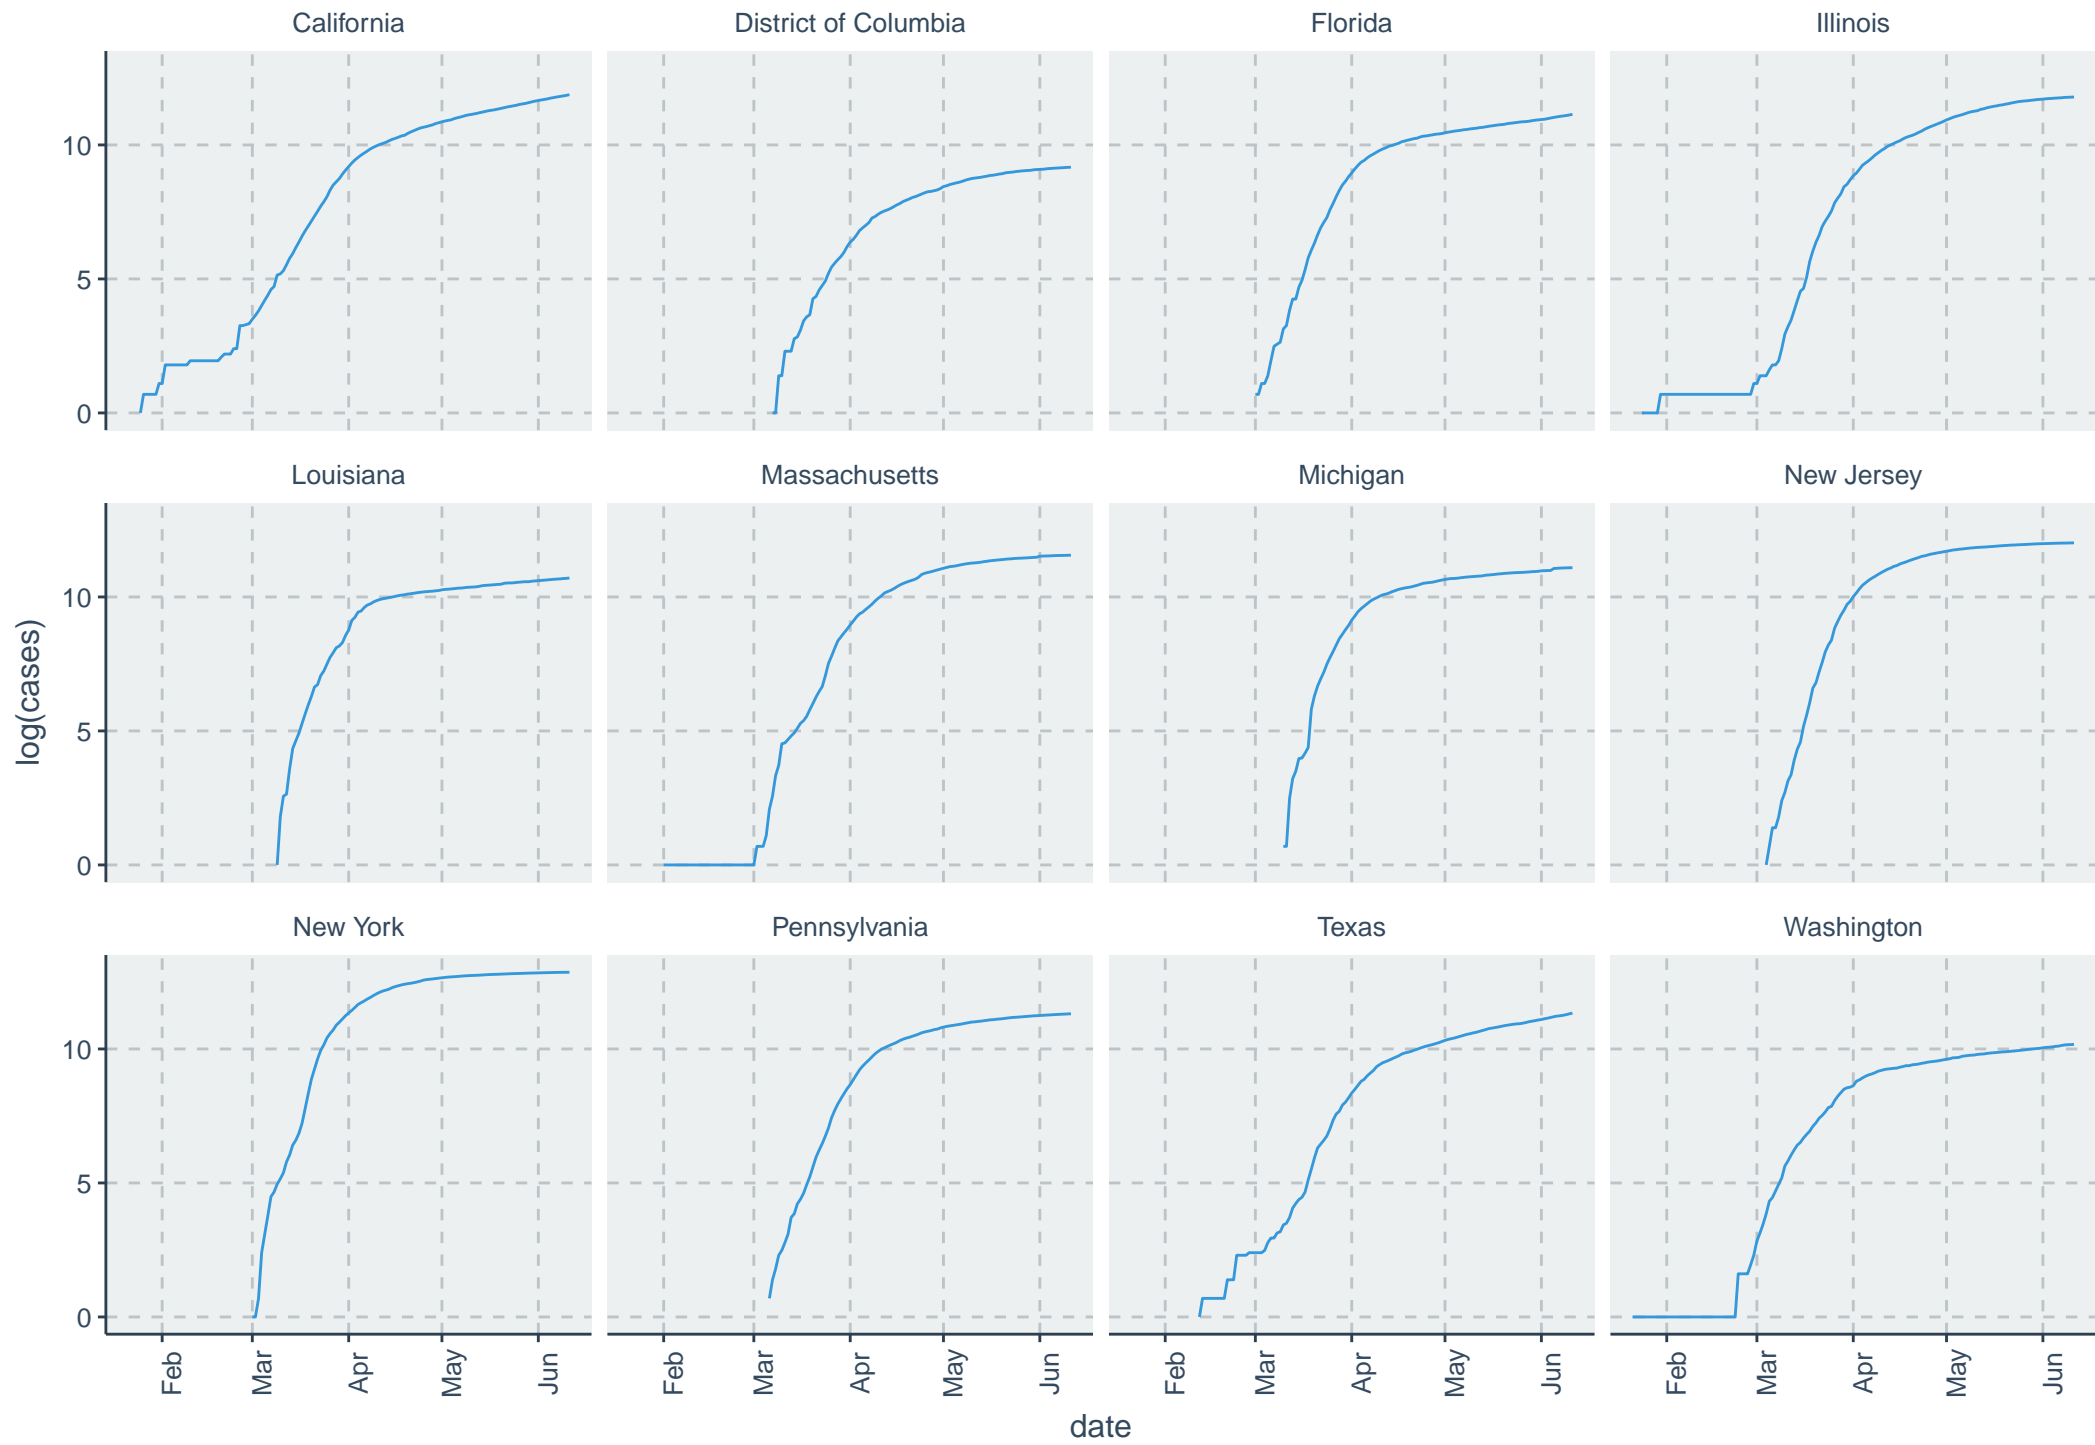 California
District of Columbia
Florida
Illinois
10
5
0
Louisiana
Massachusetts
Michigan
New Jersey
10
5
0
log(cases)
New York
Pennsylvania
Texas
Washington
10
5
0
Feb
Mar
Apr
May
Jun
Feb
Mar
Apr
May
Jun
Feb
Mar
Apr
May
Jun
Feb
Mar
Apr
May
Jun
date